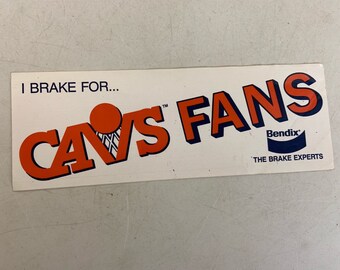 I BRAKE FOR...
CAVS™ FANS
Bendix®
THE BRAKE EXPERTS